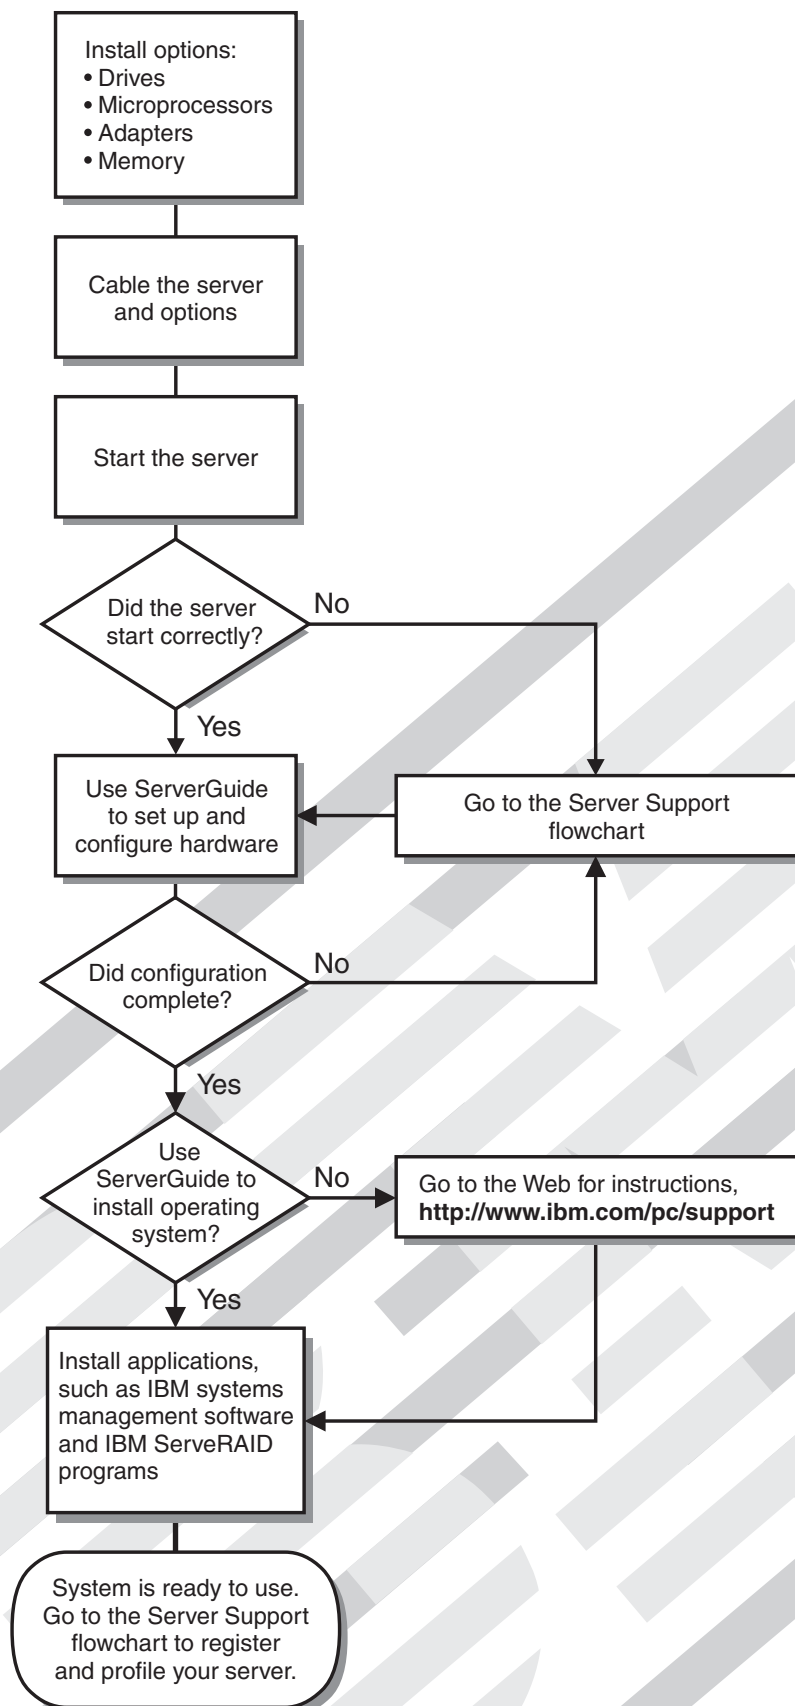 Install options:
• Drives
• Microprocessors
• Adapters
• Memory
Cable the server
and options
Start the server
Did the server
start correctly?
No
Yes
Use ServerGuide
to set up and
configure hardware
Go to the Server Support
flowchart
Did configuration
complete?
No
Yes
Use
ServerGuide to
install operating
system?
No
Go to the Web for instructions,
http://www.ibm.com/pc/support
Yes
Install applications,
such as IBM systems
management software
and IBM ServeRAID
programs
System is ready to use.
Go to the Server Support
flowchart to register
and profile your server.